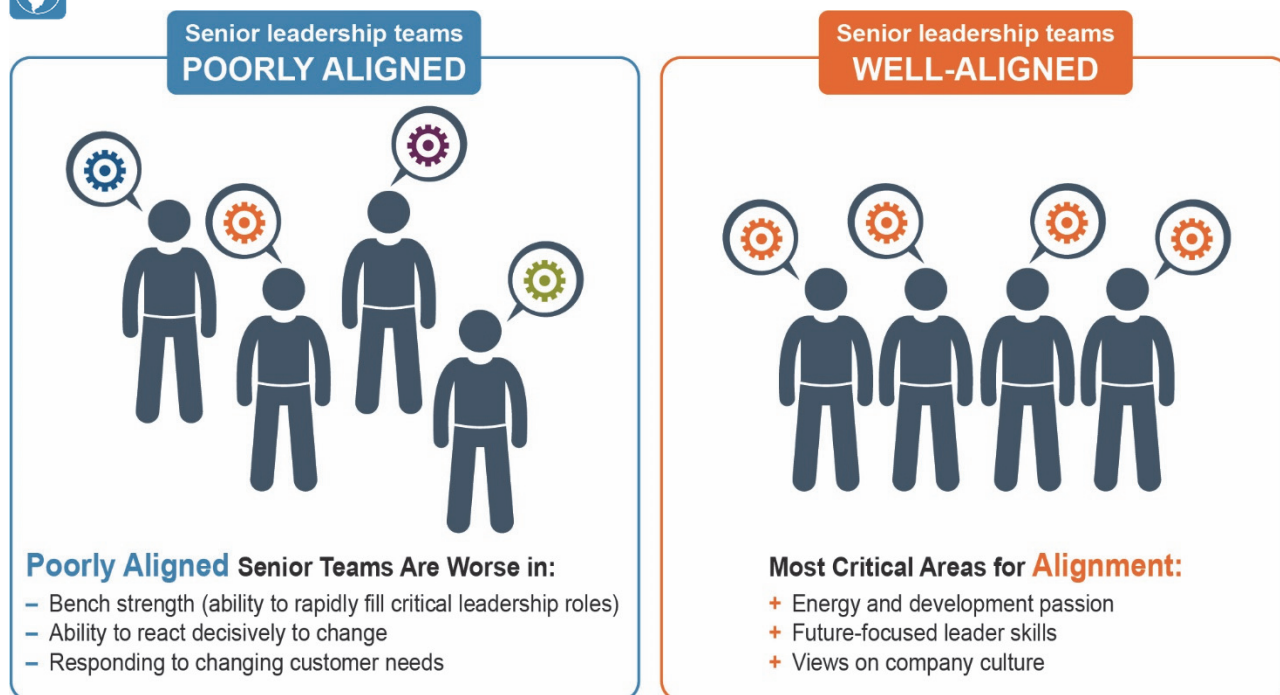 Senior leadership teams
POORLY ALIGNED
Poorly Aligned Senior Teams Are Worse in:
– Bench strength (ability to rapidly fill critical leadership roles)
– Ability to react decisively to change
– Responding to changing customer needs
Senior leadership teams
WELL-ALIGNED
Most Critical Areas for Alignment:
+ Energy and development passion
+ Future-focused leader skills
+ Views on company culture